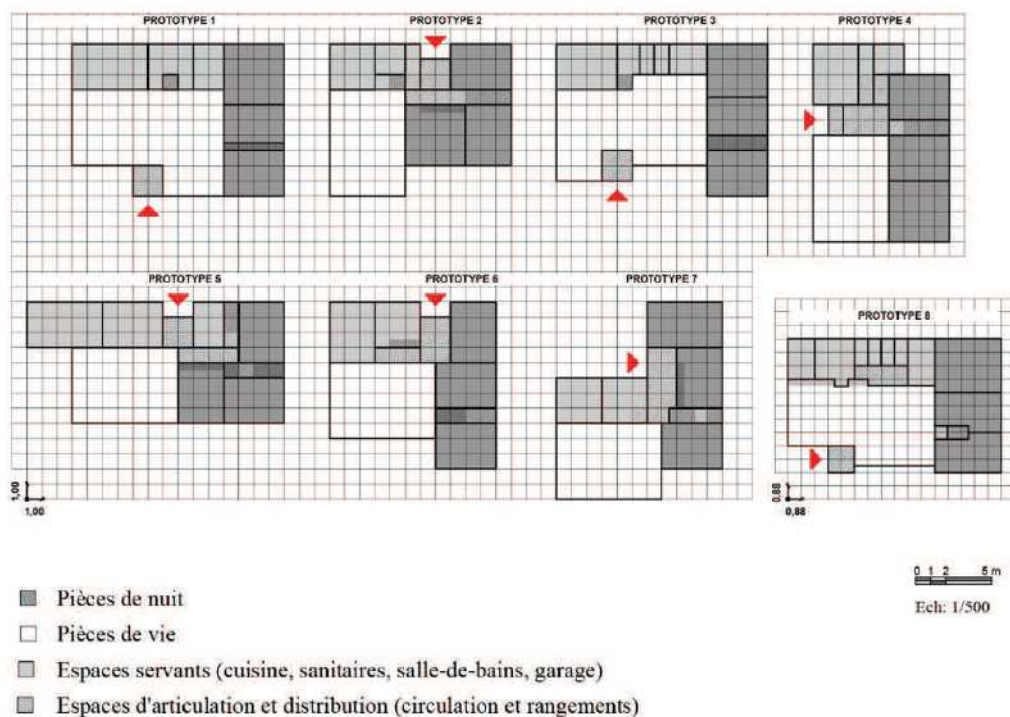 PROTOTYPE 1
PROTOTYPE 2
PROTOTYPE 3
PROTOTYPE 4
PROTOTYPE 5
PROTOTYPE 6
PROTOTYPE 7
PROTOTYPE 8
1,00
1,00
0,88
0,88
0 1 2 5 m
Ech: 1/500
Pièces de nuit
Pièces de vie
Espaces servants (cuisine, sanitaires, salle-de-bains, garage)
Espaces d'articulation et distribution (circulation et rangements)